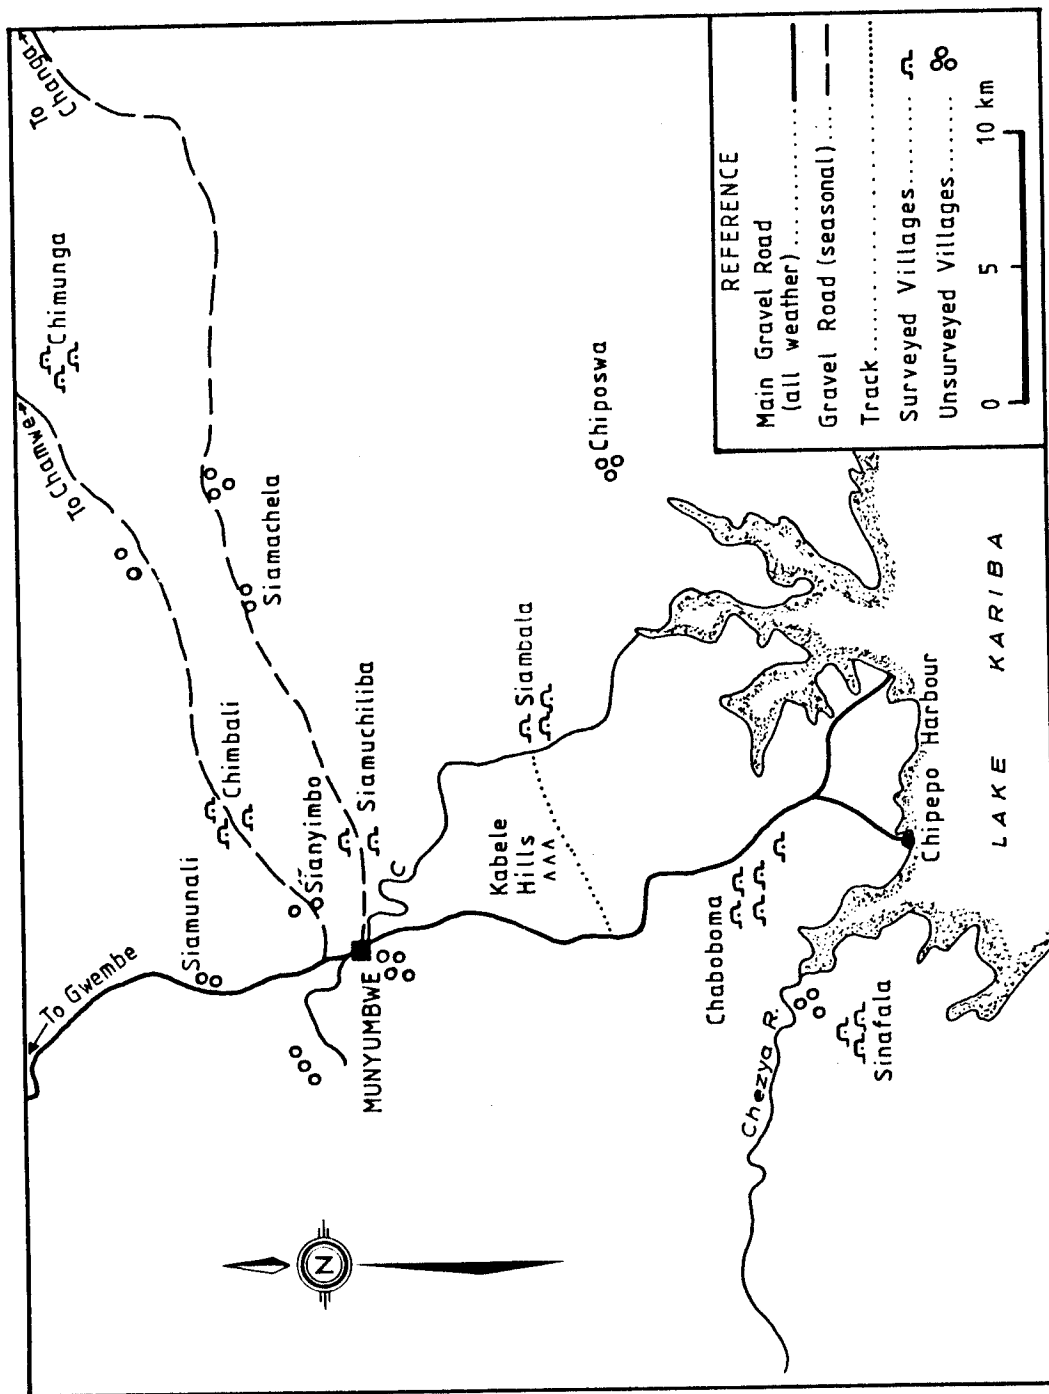 To
Changa
Chimunga
To Chamwe
Siamachela
Chiposwa
Chimbali
Siamuchiliba
Siambala
Siamunali
Sianyimbo
To Gwembe
MUNYUMBWE
Kabele
Hills
C
Chaboboma
Chipepo Harbour
LAKE KARIBA
Chezya R.
Sinafala
N
REFERENCE
Main Gravel Road
(all weather)
Gravel Road (seasonal)
Track
Surveyed Villages
Unsurveyed Villages
0 5 10 km